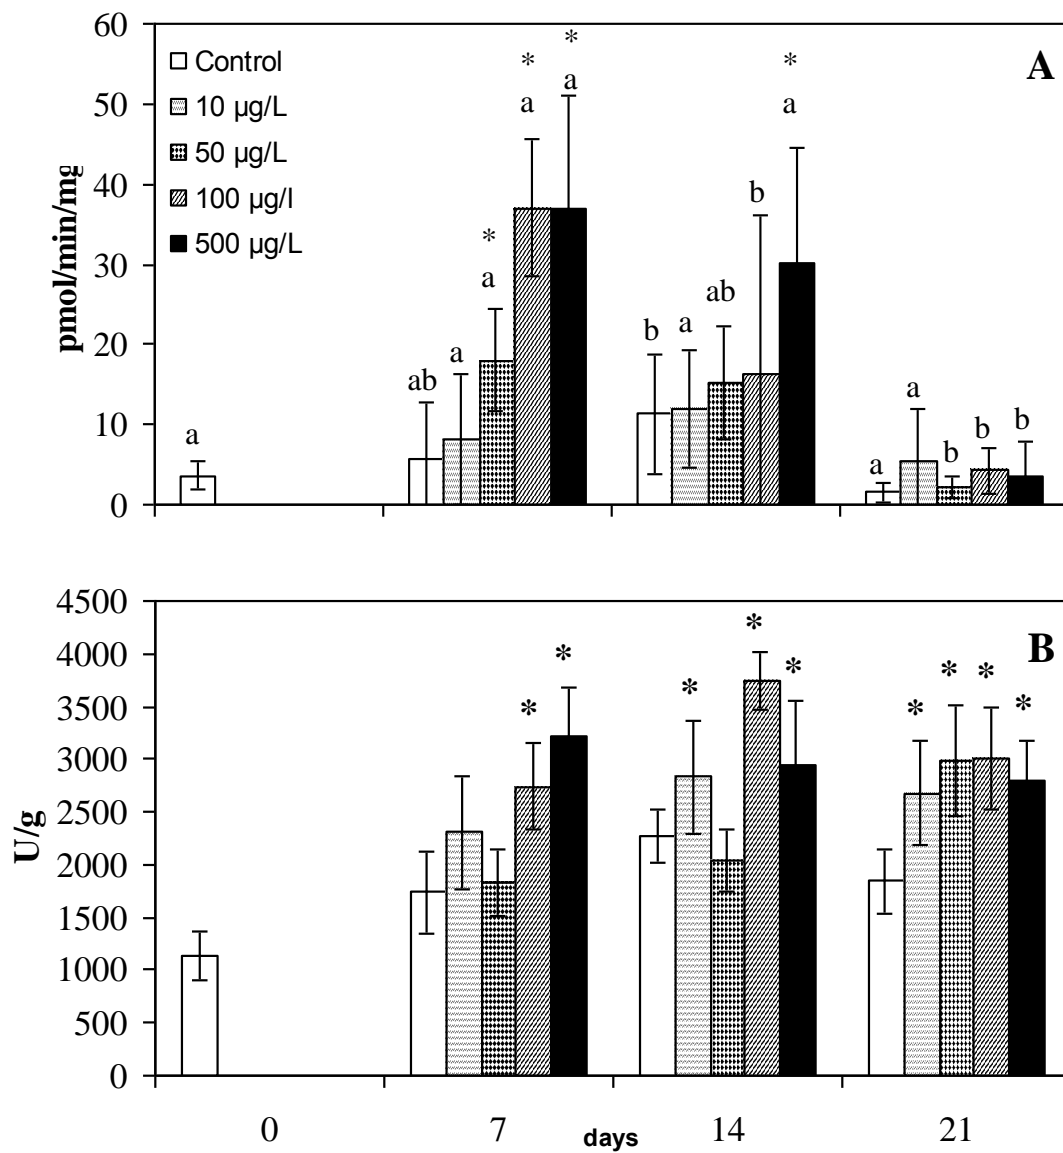 60
50
40
30
20
10
0
pmol/min/mg
Control
10 µg/L
50 µg/L
100 µg/l
500 µg/L
A
a
ab
a
*
a
*
a
*
a
b
a
ab
b
*
a
a
a
b
b
b
4500
4000
3500
3000
2500
2000
1500
1000
500
0
U/g
B
*
*
*
*
*
*
*
*
*
0
7
days
14
21